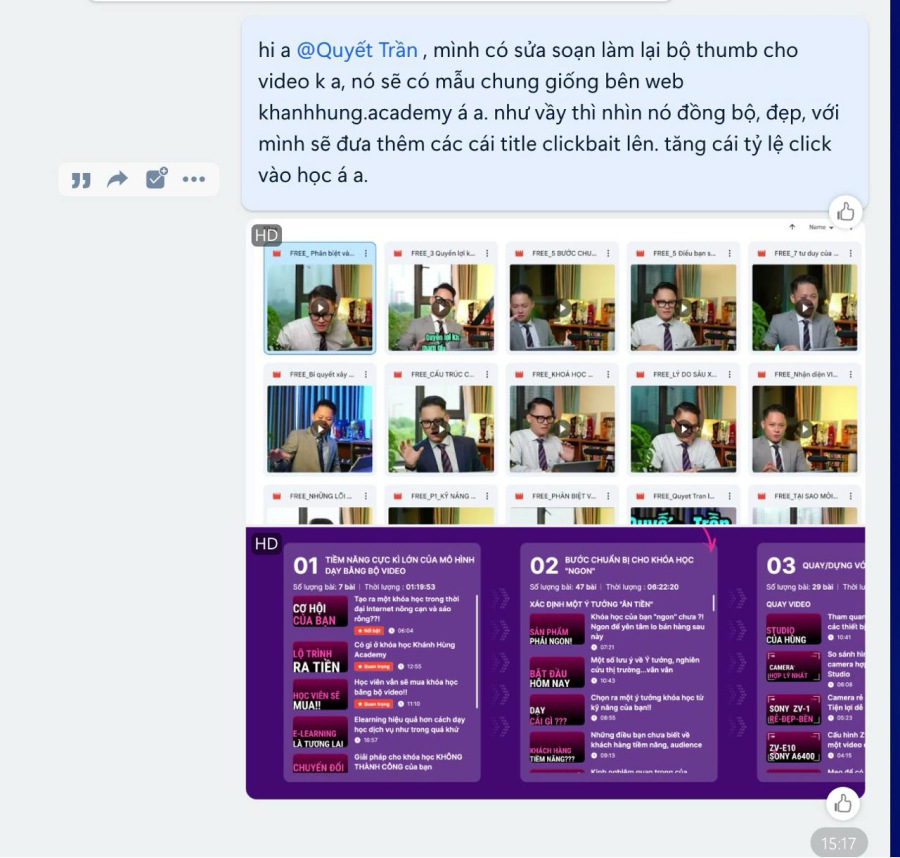 hi a @Quyết Trần , mình có sửa soạn làm lại bộ thumb cho
video k a, nó sẽ có mẫu chung giống bên web
khanhhung.academy á a. như vầy thì nhìn nó đồng bộ, đẹp, với
mình sẽ đưa thêm các cái title clickbait lên. tăng cái tỷ lệ click
vào học á a.
HD
Name
FREE_ Phân biệt và...
FREE_3 Quyền lợi k...
FREE_5 BƯỚC CHU...
FREE_5 Điều bạn s...
FREE_7 tư duy của ...
Quyền lợi Kh
FREE_Bí quyết xây ...
FREE_CẤU TRÚC C...
FREE_KHOÁ HỌC ...
FREE_LÝ DO SÂU X...
FREE_Nhận diện VI...
FREE_NHỮNG LỖI ...
FREE_P1_KỸ NĂNG ...
FREE_PHÂN BIỆT V...
FREE_Quyet Tran I...
FREE_TẠI SAO MÔI...
Quyết Trần
HD
01 TIỀM NĂNG CỰC KÌ LỚN CỦA MÔ HÌNH
DẠY BẰNG BỘ VIDEO
Số lượng bài: 7 bài | Thời lượng : 01:19:53
CƠ HỘI
CỦA BẠN
Tạo ra một khóa học trong thời
đại Internet nông cạn và sáo
rỗng??!
Nổi bật 06:04
LỘ TRÌNH
RA TIỀN
Có gì ở khóa học Khánh Hùng
Academy
Quan trọng 12:55
HỌC VIÊN SẼ
MUA!!
Học viên vẫn sẽ mua khóa học
bằng bộ video!!
Quan trọng 11:10
E-LEARNING
LÀ TƯƠNG LAI
Elearning hiệu quả hơn cách dạy
học dịch vụ như trong quá khứ
16:57
CHUYỂN ĐỔI
Giải pháp cho khóa học KHÔNG
THÀNH CÔNG của bạn
02 BƯỚC CHUẨN BỊ CHO KHÓA HỌC
"NGON"
Số lượng bài: 47 bài | Thời lượng : 06:22:20
XÁC ĐỊNH MỘT Ý TƯỞNG "ĂN TIỀN"
SẢN PHẨM
PHẢI NGON!
Khóa học của bạn "ngon" chưa ?!
Ngon để yên tâm lo bán hàng sau
này
07:21
BẮT ĐẦU
HÔM NAY
Một số lưu ý về Ý tưởng, nghiên
cứu thị trường...vân vân
10:43
DẠY
CÁI GÌ ???
Chọn ra một ý tưởng khóa học từ
kỹ năng của bạn!!
08:55
KHÁCH HÀNG
TIỀM NĂNG???
Những điều bạn chưa biết về
khách hàng tiềm năng, audience
09:13
Kinh nghiệm quan trọng của
03 QUAY/DỰNG VÓ
Số lượng bài: 29 bài | Thời lư
QUAY VIDEO
STUDIO
CỦA HÙNG
Tham quan
các thiết bị
10:41
CAMERA
HỢP LÝ NHẤT
So sánh hìn
camera hợp
Studio
08:08
SONY ZV-1
RẺ-ĐẸP-BỀN
Camera rẻ
Tiện lợi dễ
05:23
ZV-E10
SONY A6400
Cấu hình Z
một video
04:15
Mẹo để có
15:17